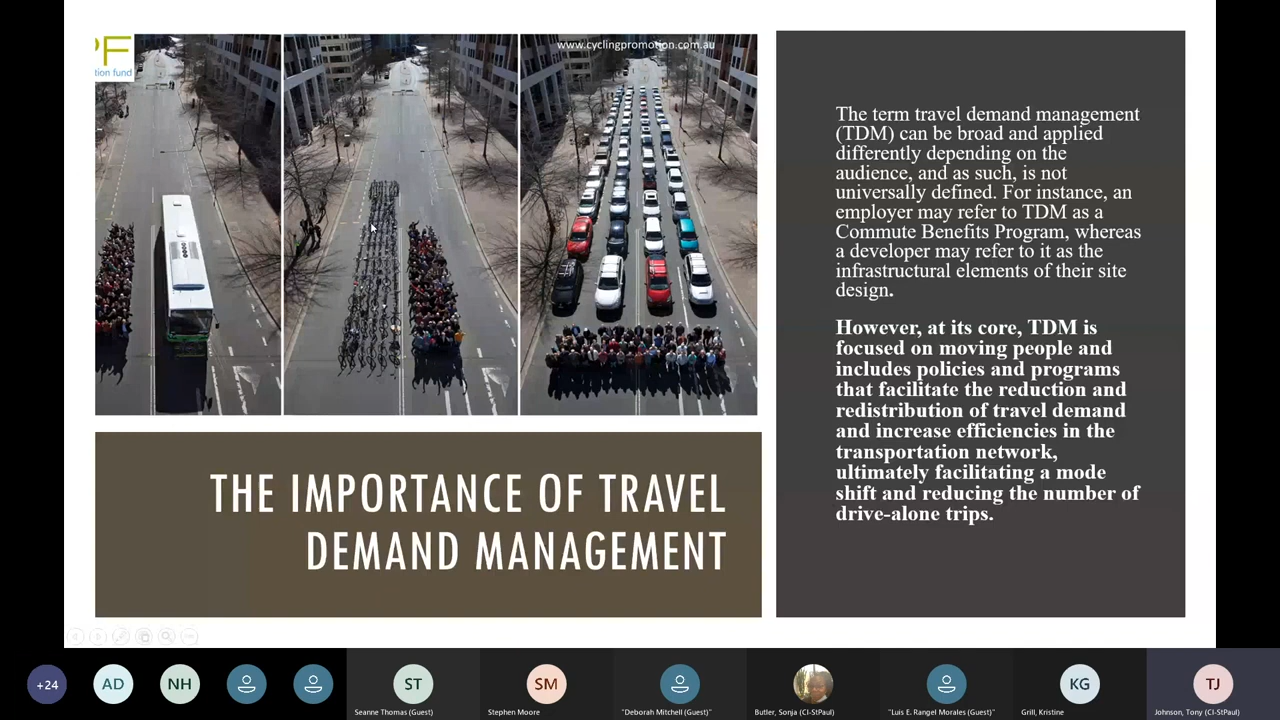 PF
tion fund
www.cyclingpromotion.com.au
The term travel demand management
(TDM) can be broad and applied
differently depending on the
audience, and as such, is not
universally defined. For instance, an
employer may refer to TDM as a
Commute Benefits Program, whereas
a developer may refer to it as the
infrastructural elements of their site
design.
However, at its core, TDM is
focused on moving people and
includes policies and programs
that facilitate the reduction and
redistribution of travel demand
and increase efficiencies in the
transportation network,
ultimately facilitating a mode
shift and reducing the number of
drive-alone trips.
THE IMPORTANCE OF TRAVEL
DEMAND MANAGEMENT
+24
AD
NH
ST
SM
KG
TJ
Seanne Thomas (Guest)
Stephen Moore
"Deborah Mitchell (Guest)"
Butler, Sonja (CI-StPaul)
"Luis E. Rangel Morales (Guest)"
Grill, Kristine
Johnson, Tony (CI-StPaul)